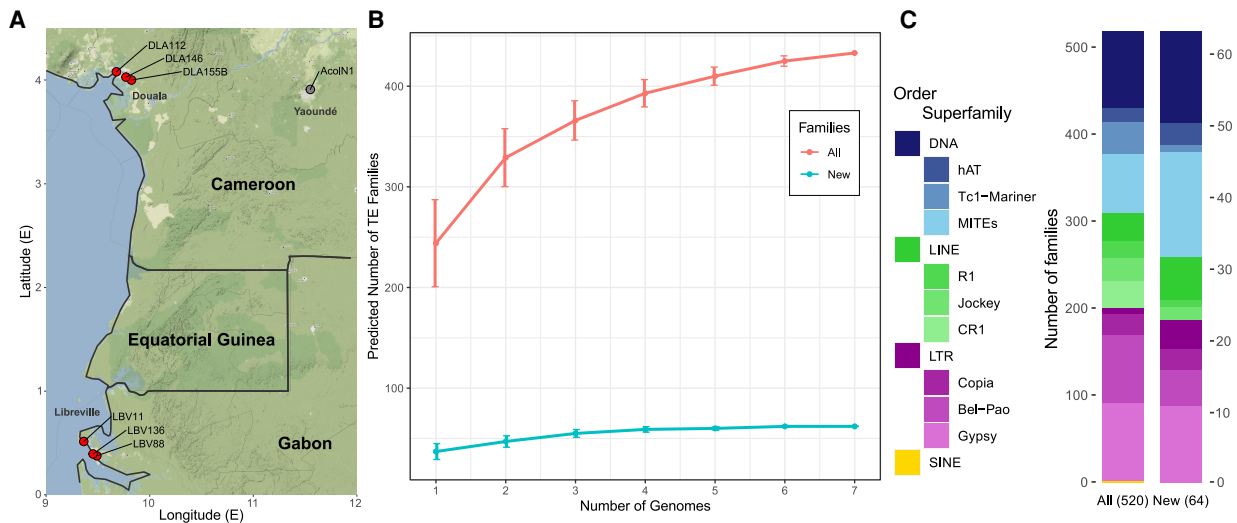 A
DLA112
DLA146
DLA155B
Douala
AcolN1
Yaoundé
Cameroon
Equatorial Guinea
Libreville
LBV11
LBV136
LBV88
Gabon
4
3
2
1
0
9
10
11
12
Latitude (E)
Longitude (E)
B
Predicted Number of TE Families
400
300
200
100
1
2
3
4
5
6
7
Number of Genomes
Families
All
New
C
Order
Superfamily
DNA
hAT
Tc1−Mariner
MITEs
LINE
R1
Jockey
CR1
LTR
Copia
Bel−Pao
Gypsy
SINE
Number of families
500
400
300
200
100
0
60
50
40
30
20
10
0
All (520)
New (64)